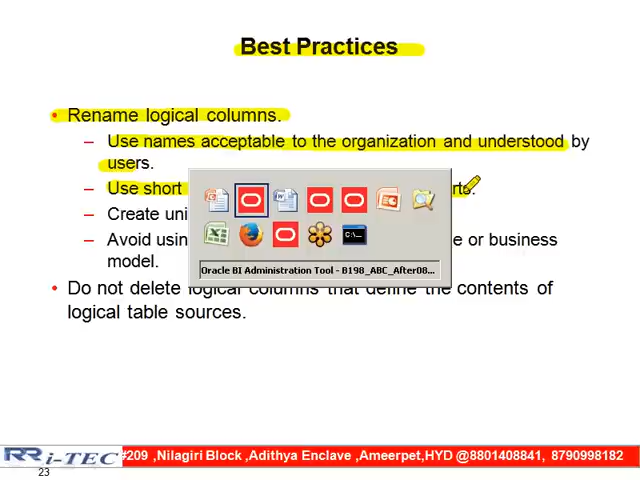 Best Practices
• Rename logical columns.
– Use names acceptable to the organization and understood by
users.
– Use short
– Create uni
– Avoid usin e or business
model.
• Do not delete logical columns that define the contents of
logical table sources.
C:\...
Oracle BI Administration Tool - B198_ABC_After08...
RR i-TEC #209 ,Nilagiri Block ,Adithya Enclave ,Ameerpet,HYD @8801408841, 8790998182
23